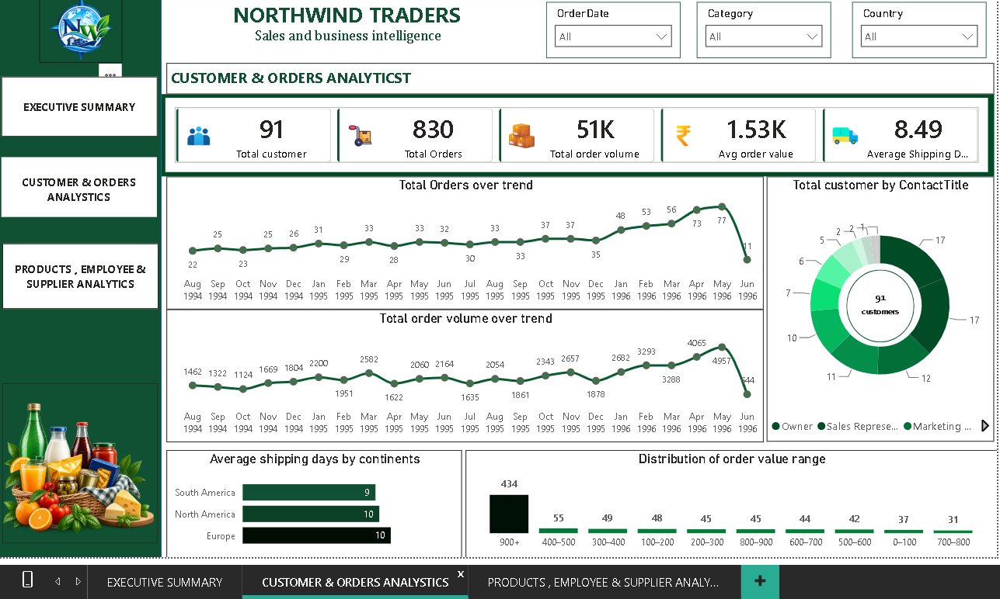 NW
NORTHWIND TRADERS
Sales and business intelligence
OrderDate
All
Category
All
Country
All
...
EXECUTIVE SUMMARY
CUSTOMER & ORDERS
ANALYSTICS
PRODUCTS , EMPLOYEE &
SUPPLIER ANALYTICS
CUSTOMER & ORDERS ANALYTICST
91
Total customer
830
Total Orders
51K
Total order volume
₹
1.53K
Avg order value
8.49
Average Shipping D...
Total Orders over trend
22 25 23 25 26 31 29 33 28 33 32 30 33 33 37 37 35 48 53 56 73 77 11
Aug Sep Oct Nov Dec Jan Feb Mar Apr May Jun Jul Aug Sep Oct Nov Dec Jan Feb Mar Apr May Jun
1994 1994 1994 1994 1994 1995 1995 1995 1995 1995 1995 1995 1995 1995 1995 1995 1995 1996 1996 1996 1996 1996 1996
Total order volume over trend
1462 1322 1124 1669 1804 2200 1951 2582 1622 2060 2164 1635 2054 1861 2343 2657 1878 2682 3293 3288 4065 4957 544
Aug Sep Oct Nov Dec Jan Feb Mar Apr May Jun Jul Aug Sep Oct Nov Dec Jan Feb Mar Apr May Jun
1994 1994 1994 1994 1994 1995 1995 1995 1995 1995 1995 1995 1995 1995 1995 1995 1995 1996 1996 1996 1996 1996 1996
Total customer by ContactTitle
17
17
12
11
10
7
6
5
2
2
1
91
customers
Owner Sales Represe... Marketing ...
Average shipping days by continents
South America 9
North America 10
Europe 10
Distribution of order value range
434 55 49 48 45 45 44 42 37 31
900+ 400–500 300–400 100–200 200–300 800–900 600–700 500–600 0–100 700–800
EXECUTIVE SUMMARY
CUSTOMER & ORDERS ANALYSTICS
x
PRODUCTS , EMPLOYEE & SUPPLIER ANALY...
+